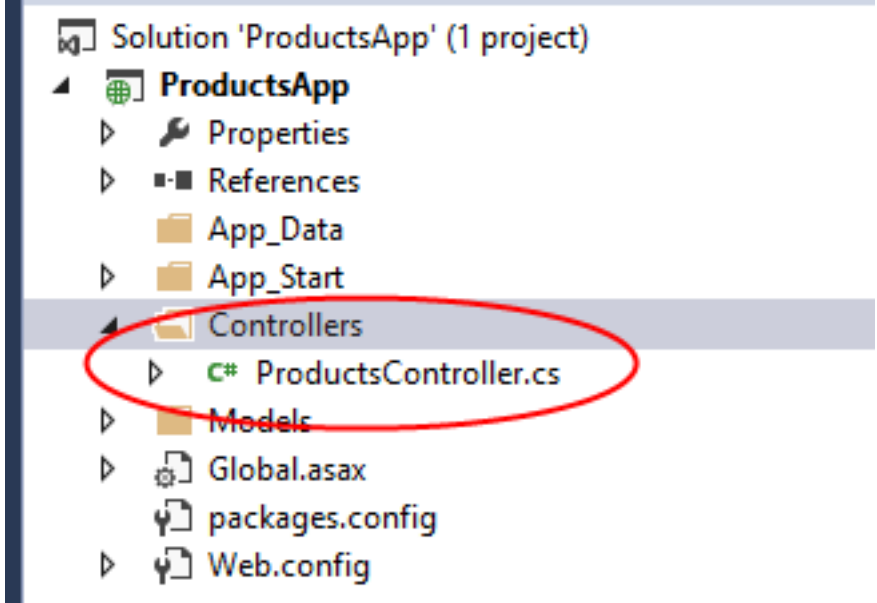 Solution 'ProductsApp' (1 project)
ProductsApp
Properties
References
App_Data
App_Start
Controllers
C# ProductsController.cs
Models
Global.asax
packages.config
Web.config